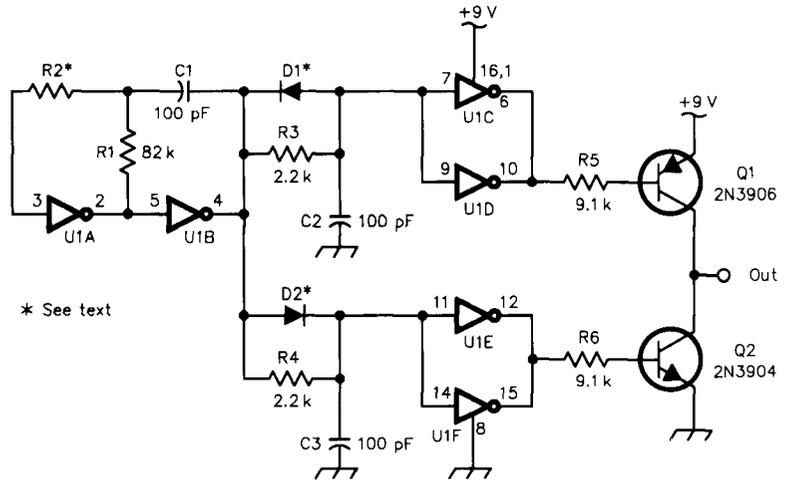 +9 V
R2*
C1
100 pF
D1*
7
16,1
6
U1C
+9 V
R1
82 k
R3
2.2 k
9
10
U1D
R5
9.1 k
Q1
2N3906
3
2
U1A
5
4
U1B
C2
100 pF
Out
* See text
D2*
11
12
U1E
R4
2.2 k
R6
9.1 k
Q2
2N3904
14
15
U1F
8
C3
100 pF